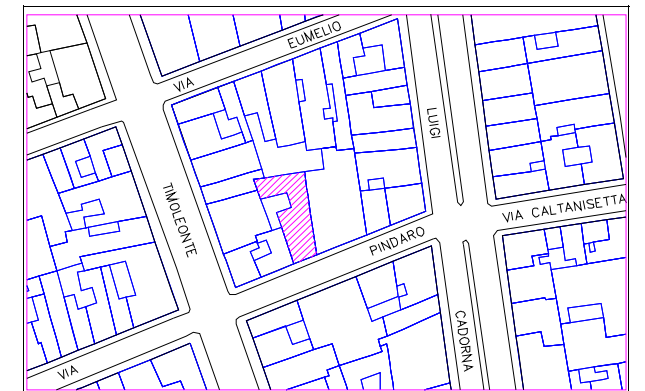 VIA EUMELIO
LUIGI
TIMOLEONTE
VIA CALTANISETTA
PINDARO
CADORNA
VIA